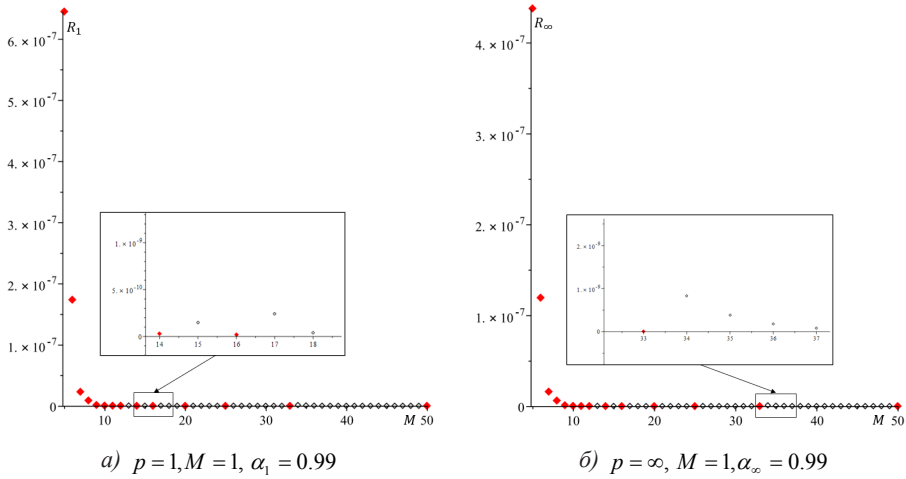 R₁
6. × 10⁻⁷
5. × 10⁻⁷
4. × 10⁻⁷
3. × 10⁻⁷
2. × 10⁻⁷
1. × 10⁻⁷
0
10 20 30 40 M 50
1. × 10⁻⁹
5. × 10⁻¹⁰
0
14 15 16 17 18
а) p = 1, M = 1, α₁ = 0.99
R∞
4. × 10⁻⁷
3. × 10⁻⁷
2. × 10⁻⁷
1. × 10⁻⁷
0
10 20 30 40 M 50
2. × 10⁻⁹
1. × 10⁻⁹
0
33 34 35 36 37
б) p = ∞, M = 1, α∞ = 0.99